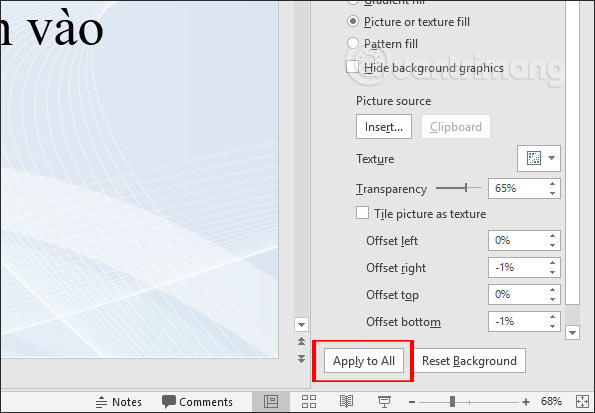 n vào
Gradient fill
Picture or texture fill
Pattern fill
Hide background graphics
quantrimang
Picture source
Insert... Clipboard
Texture
Transparency 65%
Tile picture as texture
Offset left 0%
Offset right -1%
Offset top 0%
Offset bottom -1%
Apply to All Reset Background
Notes Comments 68%